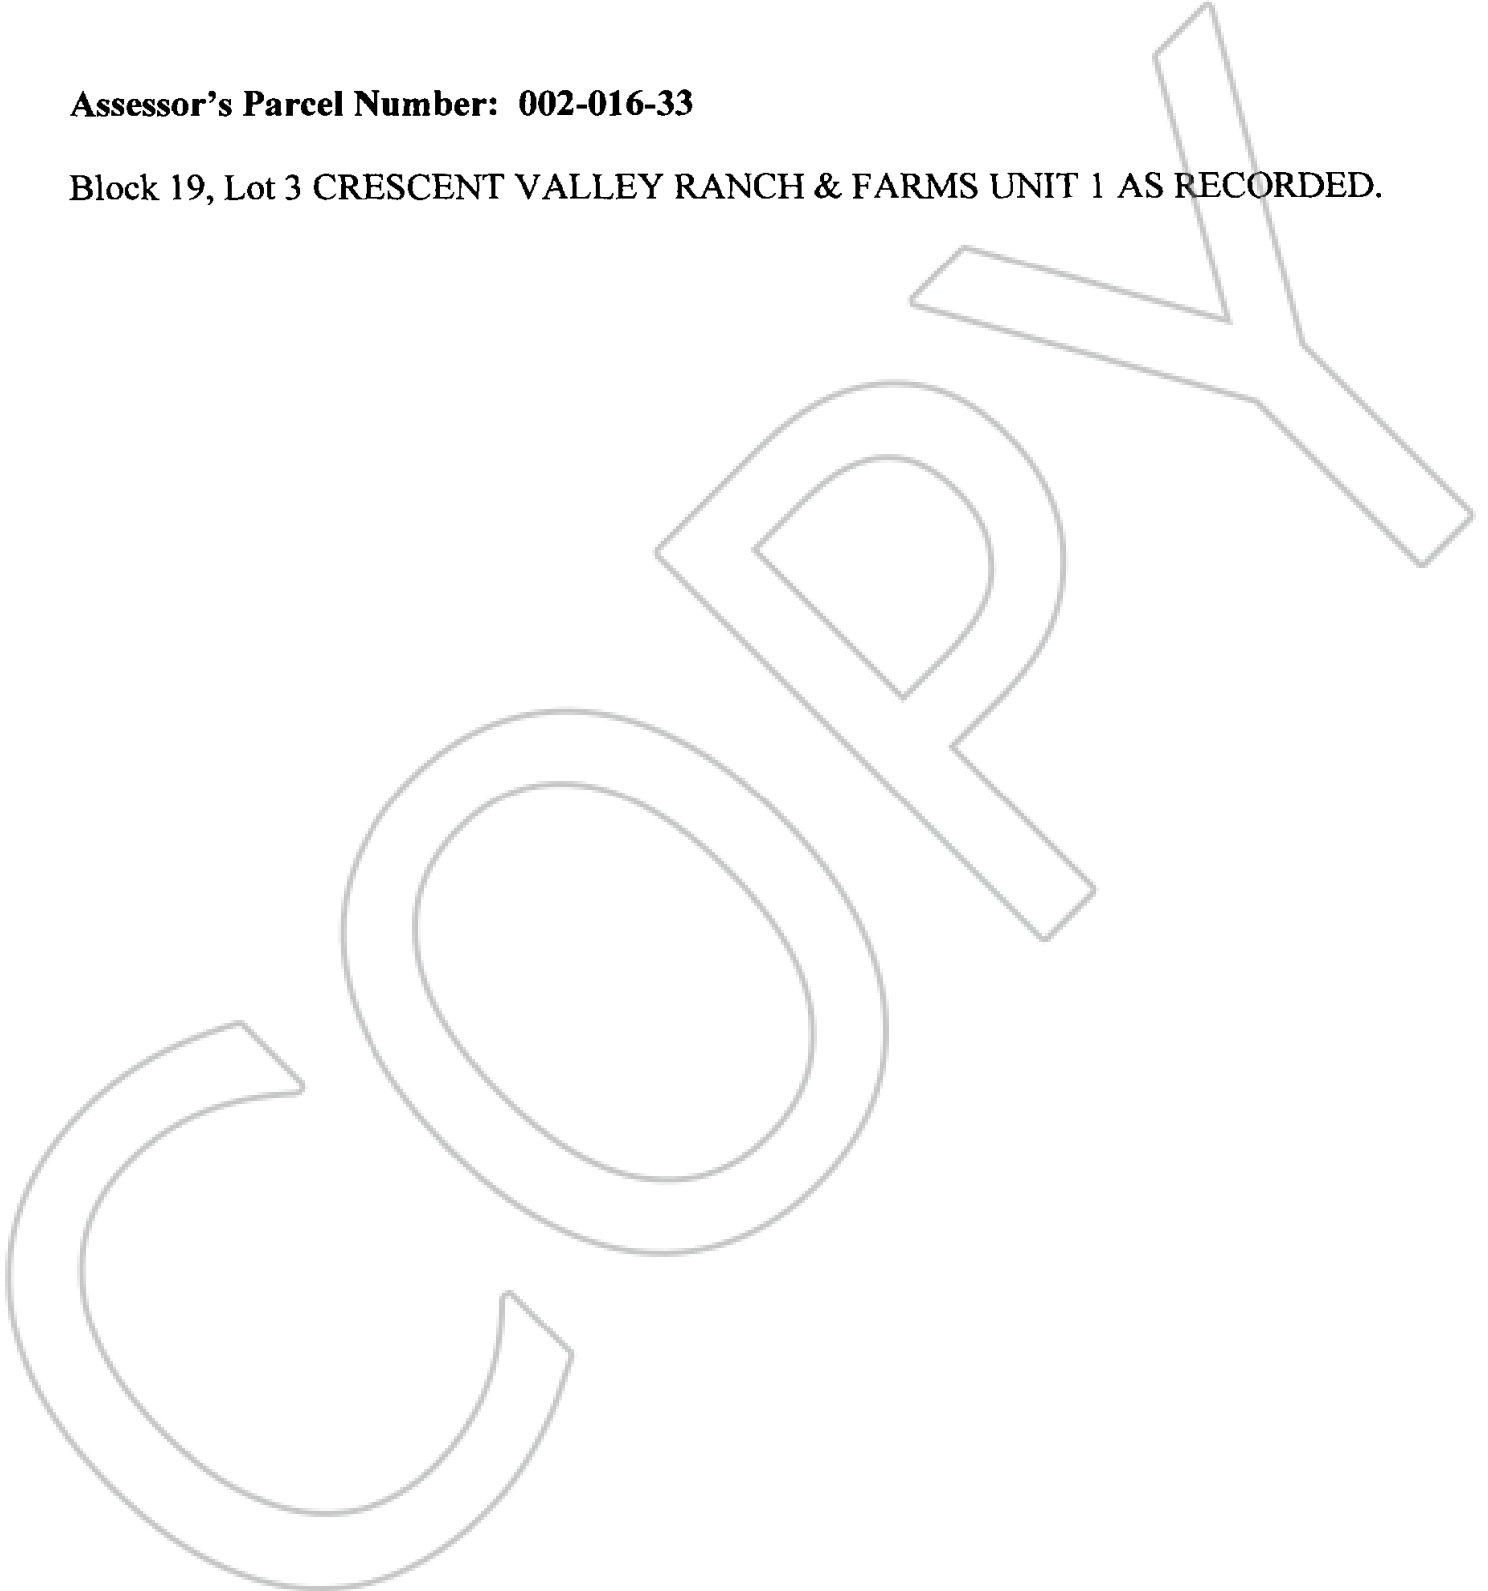 Assessor's Parcel Number: 002-016-33
Block 19, Lot 3 CRESCENT VALLEY RANCH & FARMS UNIT 1 AS RECORDED.
COPY